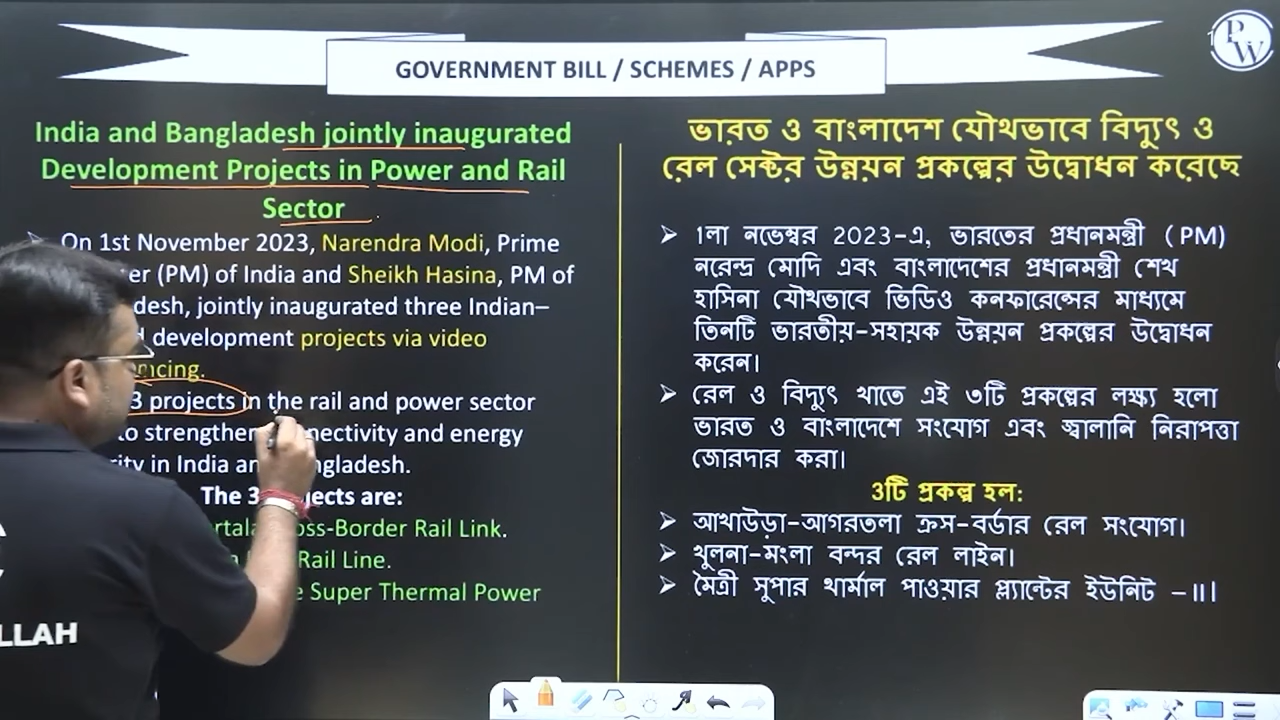 PW
GOVERNMENT BILL / SCHEMES / APPS
India and Bangladesh jointly inaugurated
Development Projects in Power and Rail
Sector
On 1st November 2023, Narendra Modi, Prime
(PM) of India and Sheikh Hasina, PM of
jointly inaugurated three Indian–
development projects via video
3 projects in the rail and power sector
to strengthen and energy
in India
The 3 are:
Rail Link.
Rail Line.
Super Thermal Power
ভারত ও বাংলাদেশ যৌথভাবে বিদ্যুৎ ও
রেল সেক্টর উন্নয়ন প্রকল্পের উদ্বোধন করেছে
➤ 1লা নভেম্বর 2023-এ, ভারতের প্রধানমন্ত্রী (PM)
নরেন্দ্র মোদি এবং বাংলাদেশের প্রধানমন্ত্রী শেখ
হাসিনা যৌথভাবে ভিডিও কনফারেন্সের মাধ্যমে
তিনটি ভারতীয়-সহায়ক উন্নয়ন প্রকল্পের উদ্বোধন
করেন।
➤ রেল ও বিদ্যুৎ খাতে এই ৩টি প্রকল্পের লক্ষ্য হলো
ভারত ও বাংলাদেশে সংযোগ এবং জ্বালানি নিরাপত্তা
জোরদার করা।
3টি প্রকল্প হল:
➤ আখাউড়া-আগরতলা ক্রস-বর্ডার রেল সংযোগ।
➤ খুলনা-মংলা বন্দর রেল লাইন।
➤ মৈত্রী সুপার থার্মাল পাওয়ার প্ল্যান্টের ইউনিট -II।